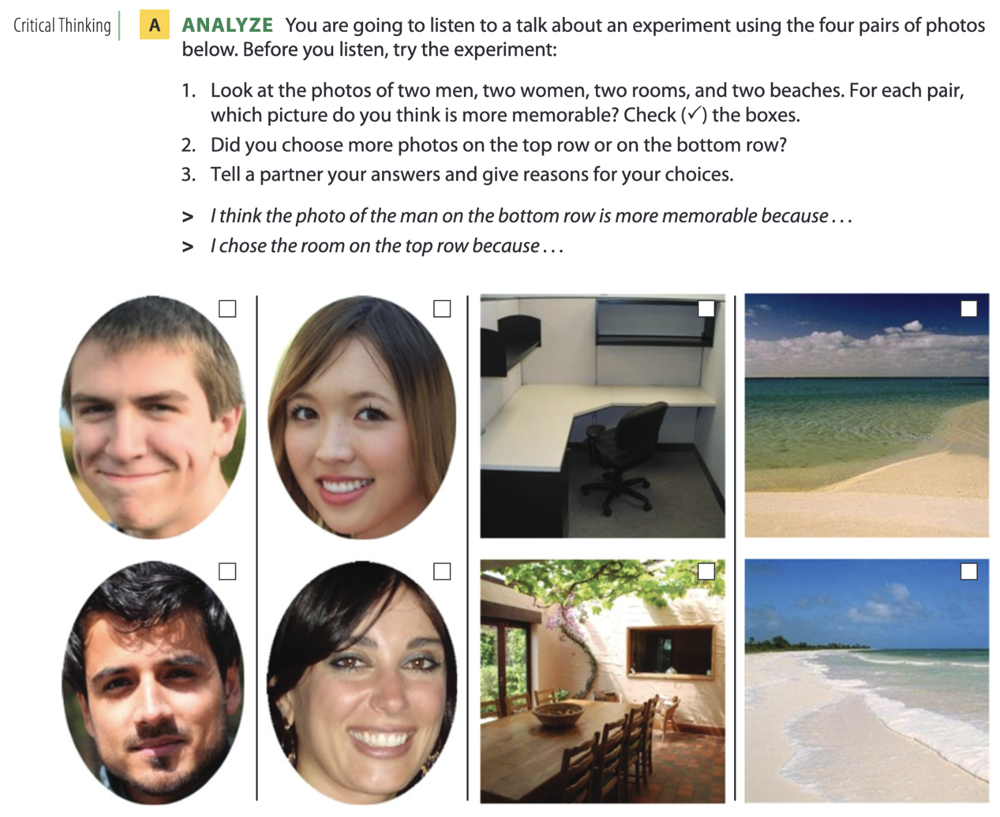 Critical Thinking
A ANALYZE You are going to listen to a talk about an experiment using the four pairs of photos
below. Before you listen, try the experiment:
1. Look at the photos of two men, two women, two rooms, and two beaches. For each pair,
which picture do you think is more memorable? Check (✓) the boxes.
2. Did you choose more photos on the top row or on the bottom row?
3. Tell a partner your answers and give reasons for your choices.
> I think the photo of the man on the bottom row is more memorable because . . .
> I chose the room on the top row because . . .